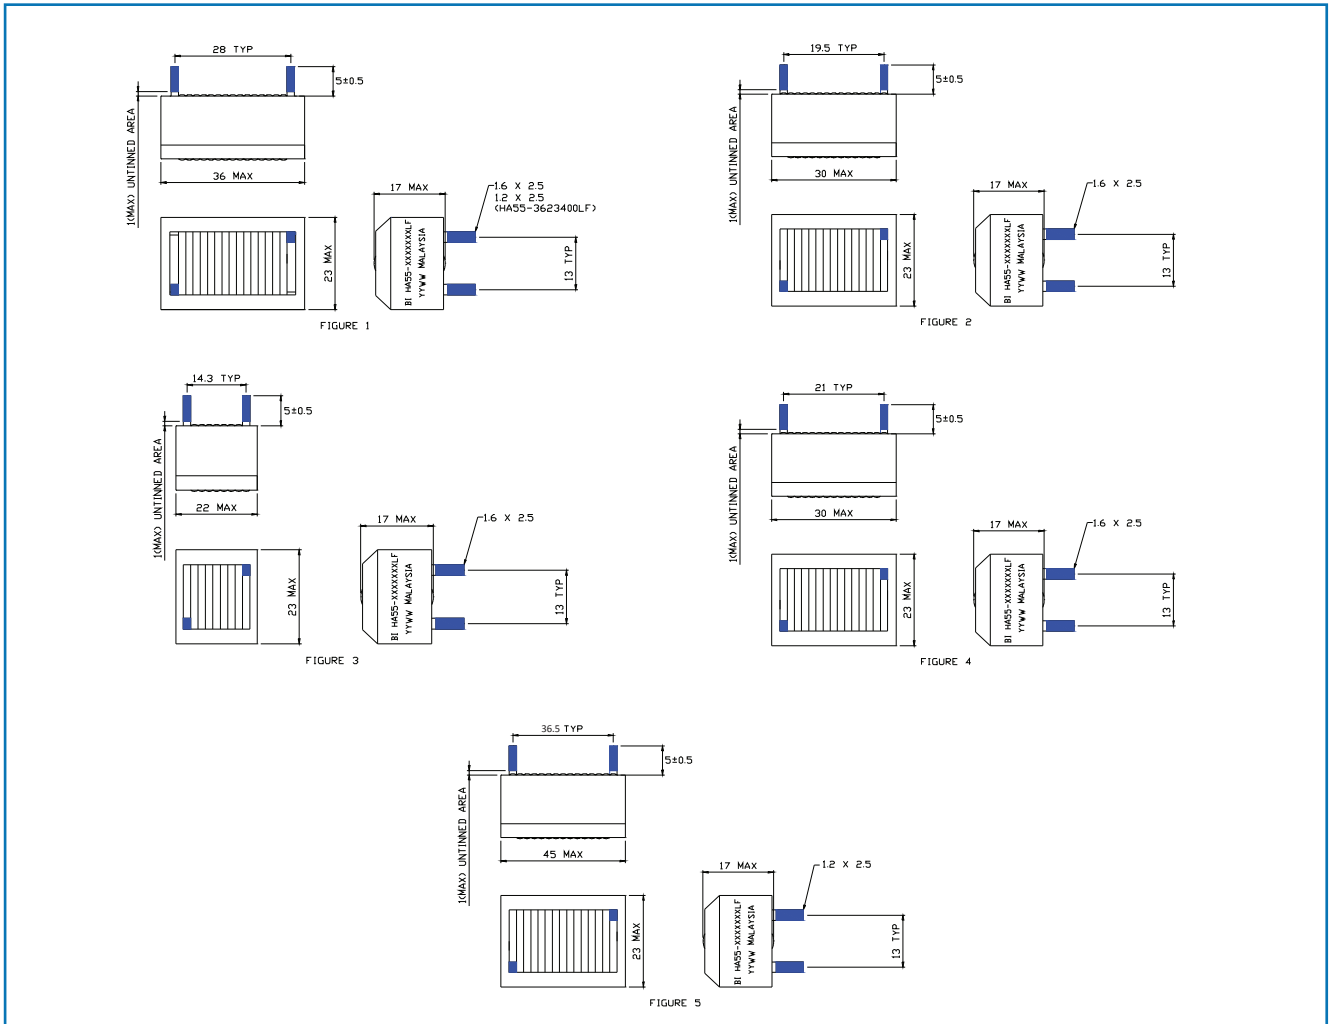 28 TYP
5±0.5
1(MAX) UNTINNED AREA
36 MAX
17 MAX
1.6 X 2.5
1.2 X 2.5
(HA55-3623400LF)
23 MAX
BI HA55-XXXXXXXLF
YYWW MALAYSIA
13 TYP
FIGURE 1
19.5 TYP
5±0.5
1(MAX) UNTINNED AREA
30 MAX
17 MAX
1.6 X 2.5
23 MAX
BI HA55-XXXXXXXLF
YYWW MALAYSIA
13 TYP
FIGURE 2
14.3 TYP
5±0.5
1(MAX) UNTINNED AREA
22 MAX
17 MAX
1.6 X 2.5
23 MAX
BI HA55-XXXXXXXLF
YYWW MALAYSIA
13 TYP
FIGURE 3
21 TYP
5±0.5
1(MAX) UNTINNED AREA
30 MAX
17 MAX
1.6 X 2.5
23 MAX
BI HA55-XXXXXXXLF
YYWW MALAYSIA
13 TYP
FIGURE 4
36.5 TYP
5±0.5
1(MAX) UNTINNED AREA
45 MAX
17 MAX
1.2 X 2.5
23 MAX
BI HA55-XXXXXXXLF
YYWW MALAYSIA
13 TYP
FIGURE 5